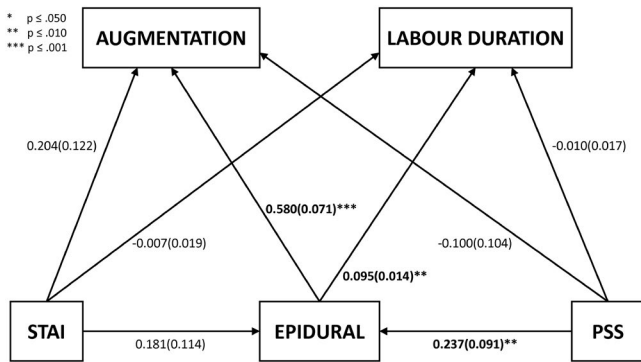 * p ≤ .050
** p ≤ .010
*** p ≤ .001
AUGMENTATION
LABOUR DURATION
0.204(0.122)
-0.010(0.017)
0.580(0.071)***
-0.007(0.019)
-0.100(0.104)
0.095(0.014)**
STAI
EPIDURAL
PSS
0.181(0.114)
0.237(0.091)**